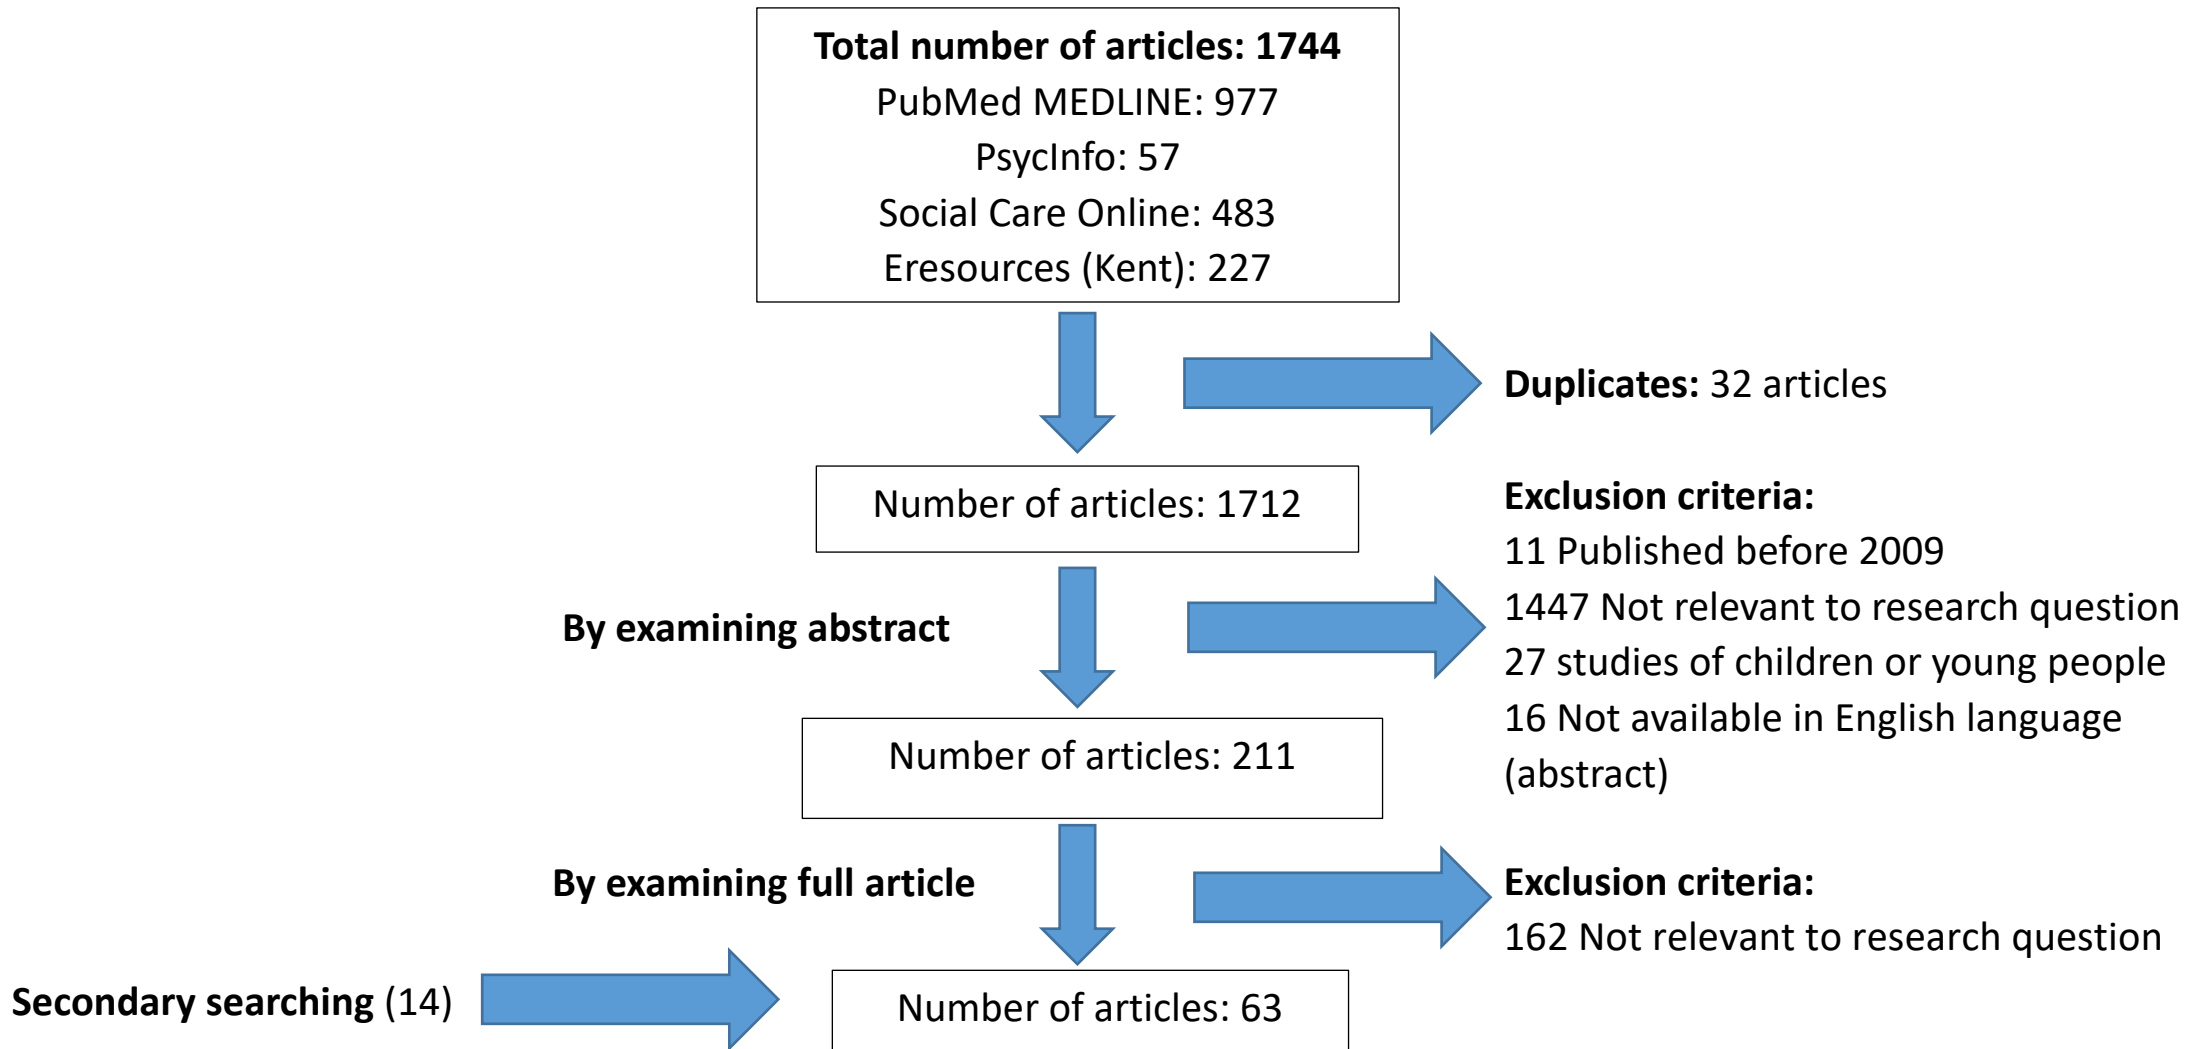 Total number of articles: 1744
PubMed MEDLINE: 977
PsycInfo: 57
Social Care Online: 483
Eresources (Kent): 227
Duplicates: 32 articles
Number of articles: 1712
Exclusion criteria:
11 Published before 2009
1447 Not relevant to research question
27 studies of children or young people
16 Not available in English language
(abstract)
By examining abstract
Number of articles: 211
By examining full article
Exclusion criteria:
162 Not relevant to research question
Secondary searching (14)
Number of articles: 63